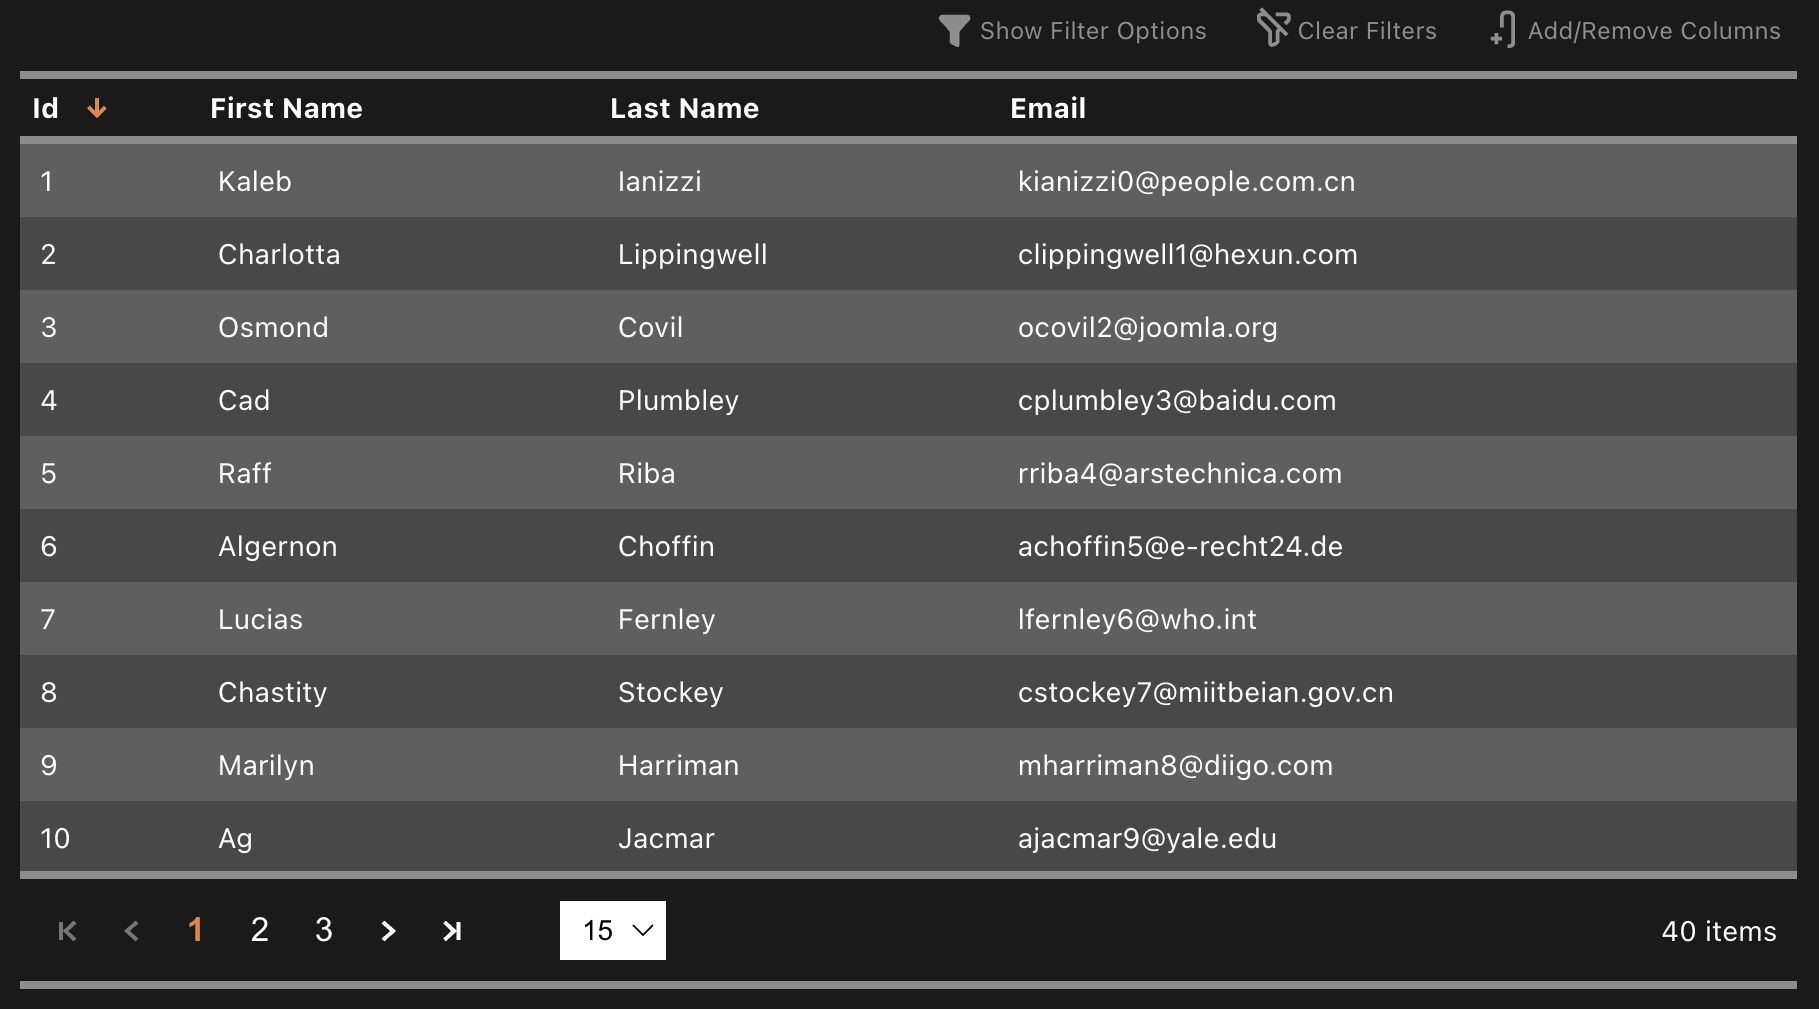 Show Filter Options Clear Filters Add/Remove Columns
Id First Name Last Name Email
1 Kaleb Ianizzi kianizzi0@people.com.cn
2 Charlotta Lippingwell clippingwell1@hexun.com
3 Osmond Covil ocovil2@joomla.org
4 Cad Plumbley cplumbley3@baidu.com
5 Raff Riba rriba4@arstechnica.com
6 Algernon Choffin achoffin5@e-recht24.de
7 Lucias Fernley lfernley6@who.int
8 Chastity Stockey cstockey7@miitbeian.gov.cn
9 Marilyn Harriman mharriman8@diigo.com
10 Ag Jacmar ajacmar9@yale.edu
1 2 3 15 40 items